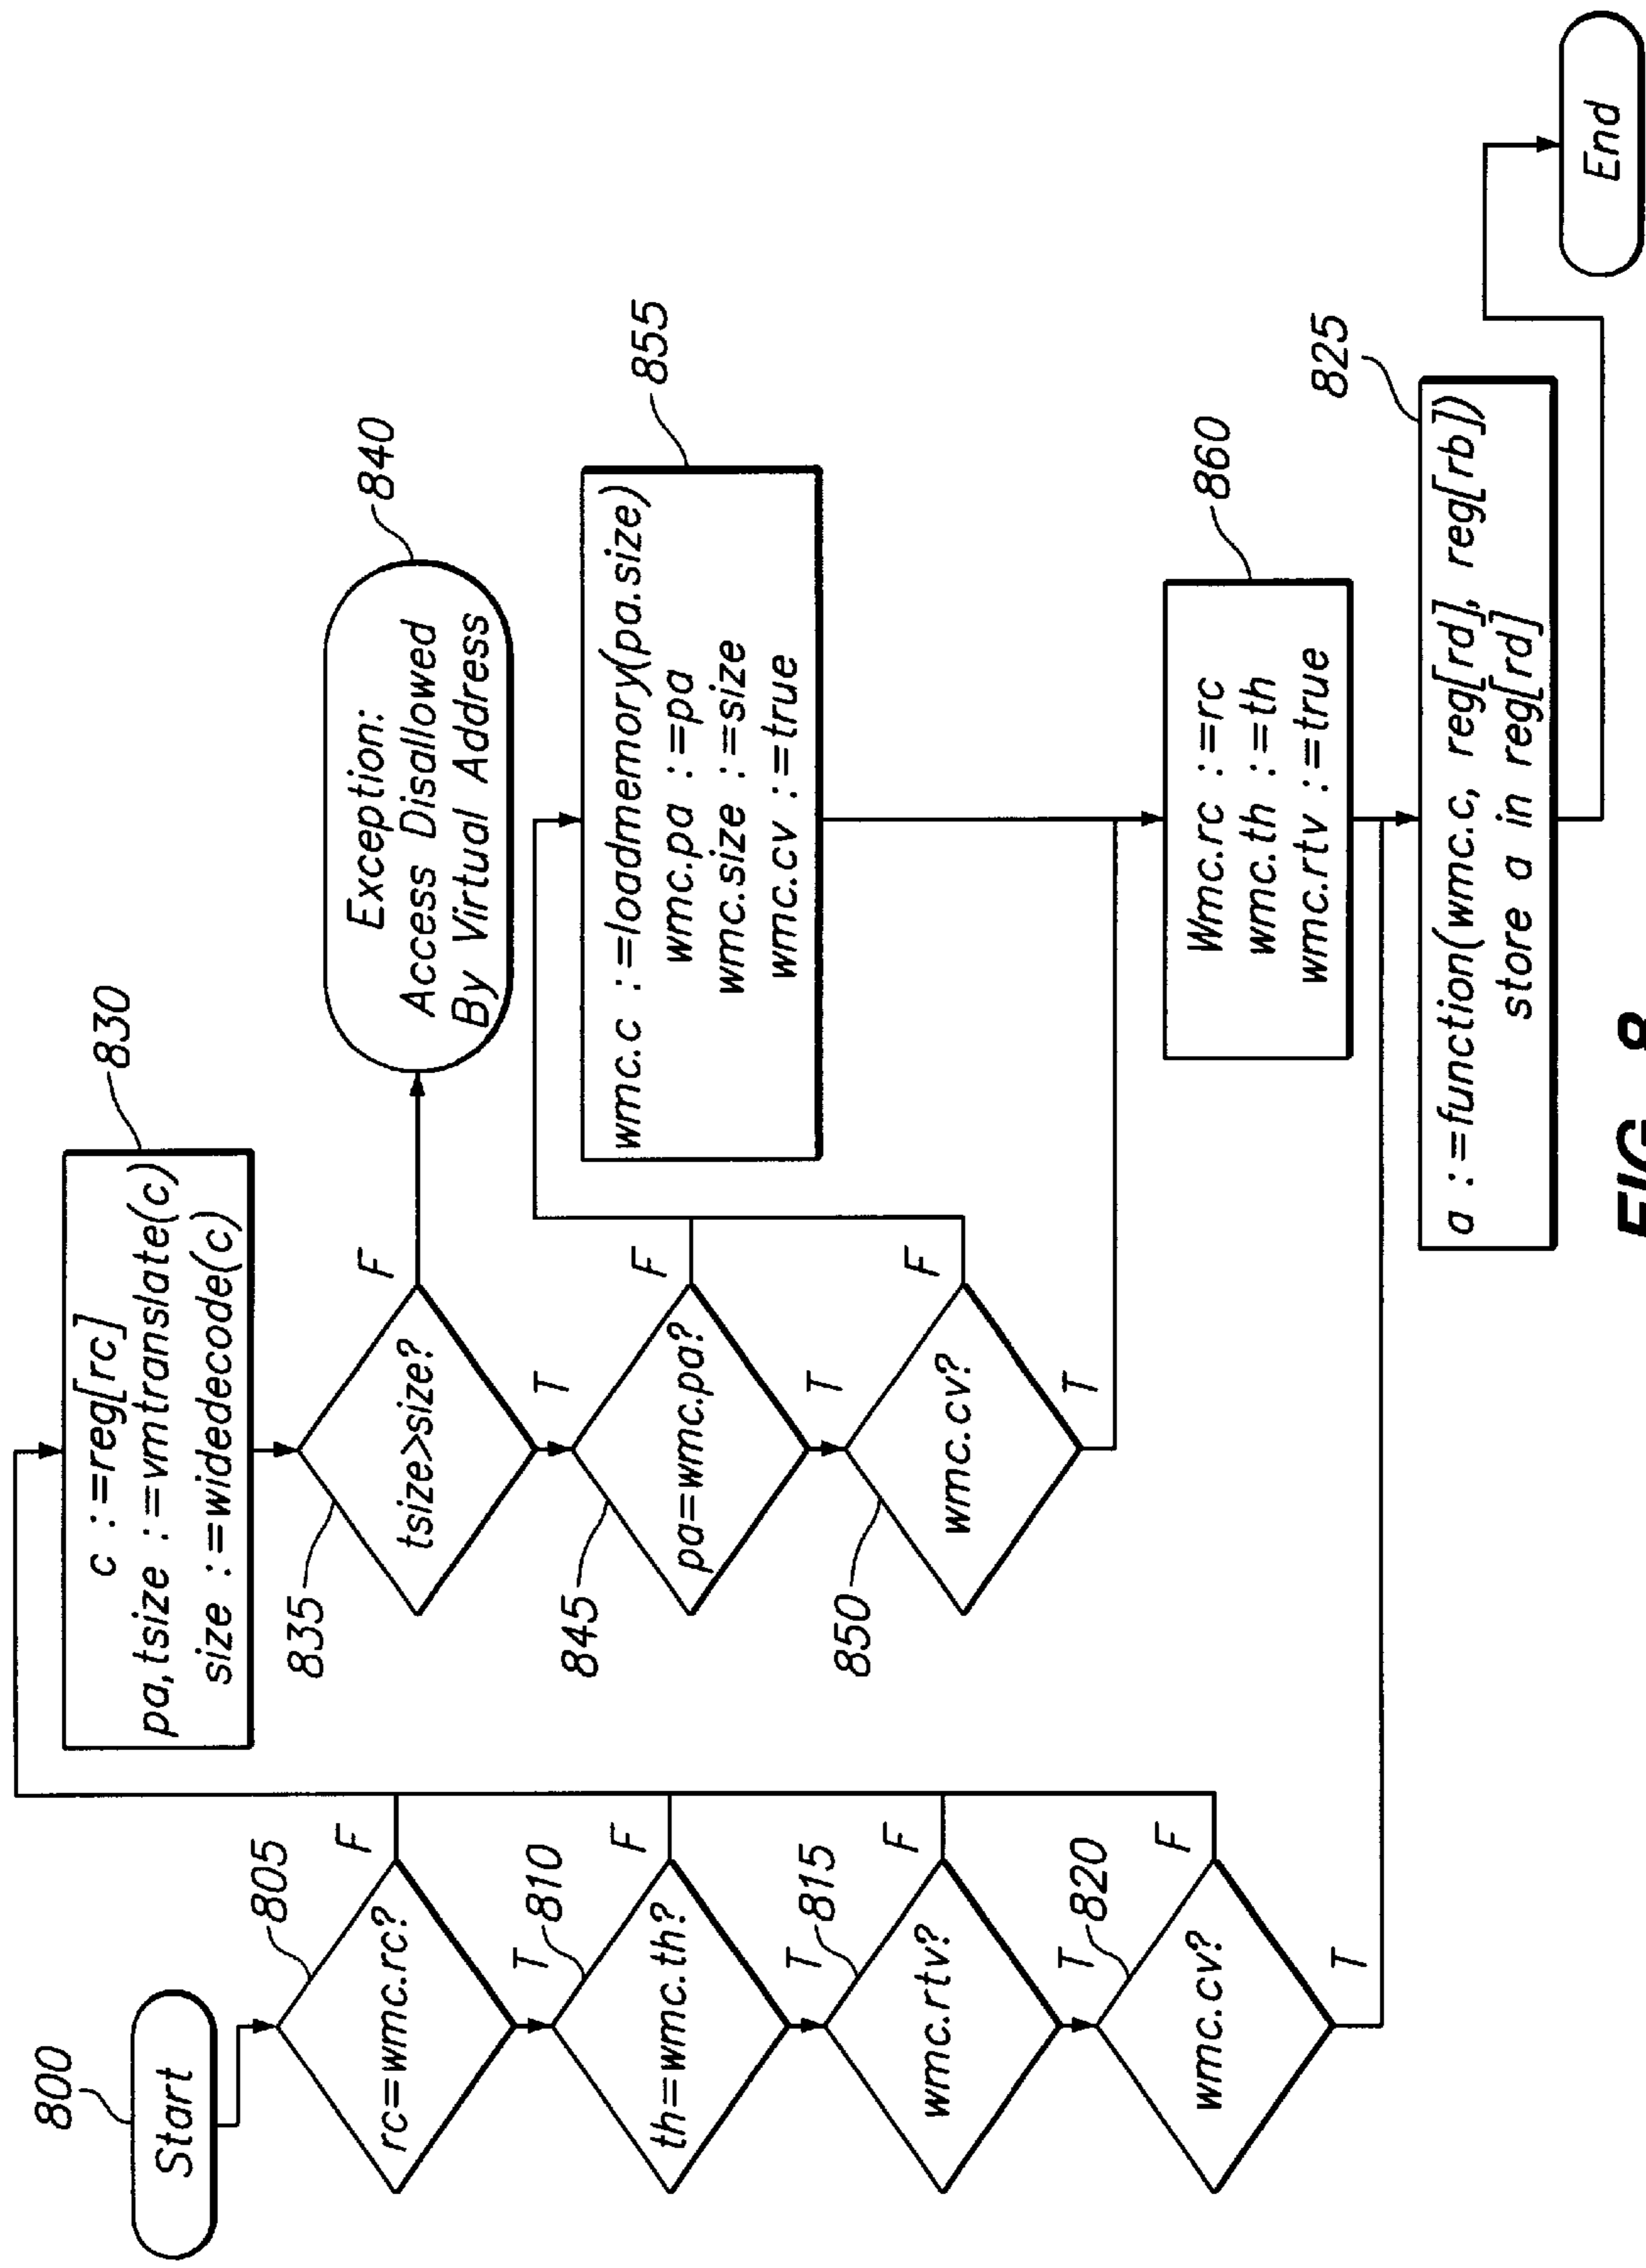 800
Start
805
rc=wmc.rc?
F
T
810
th=wmc.th?
F
T
815
wmc.rtv?
F
T
820
wmc.cv?
F
T
830
c :=reg[rc]
pa,tsize :=vmtranslate(c)
size :=widedecode(c)
835
tsize>size?
F
T
840
Exception:
Access Disallowed
By Virtual Address
845
pa=wmc.pa?
F
T
850
wmc.cv?
F
T
855
wmc.c :=loadmemory(pa.size)
wmc.pa :=pa
wmc.size :=size
wmc.cv :=true
860
Wmc.rc :=rc
wmc.th :=th
wmc.rtv :=true
825
a :=function(wmc.c, reg[rd], reg[rb])
store a in reg[rd]
End
FIG. 8